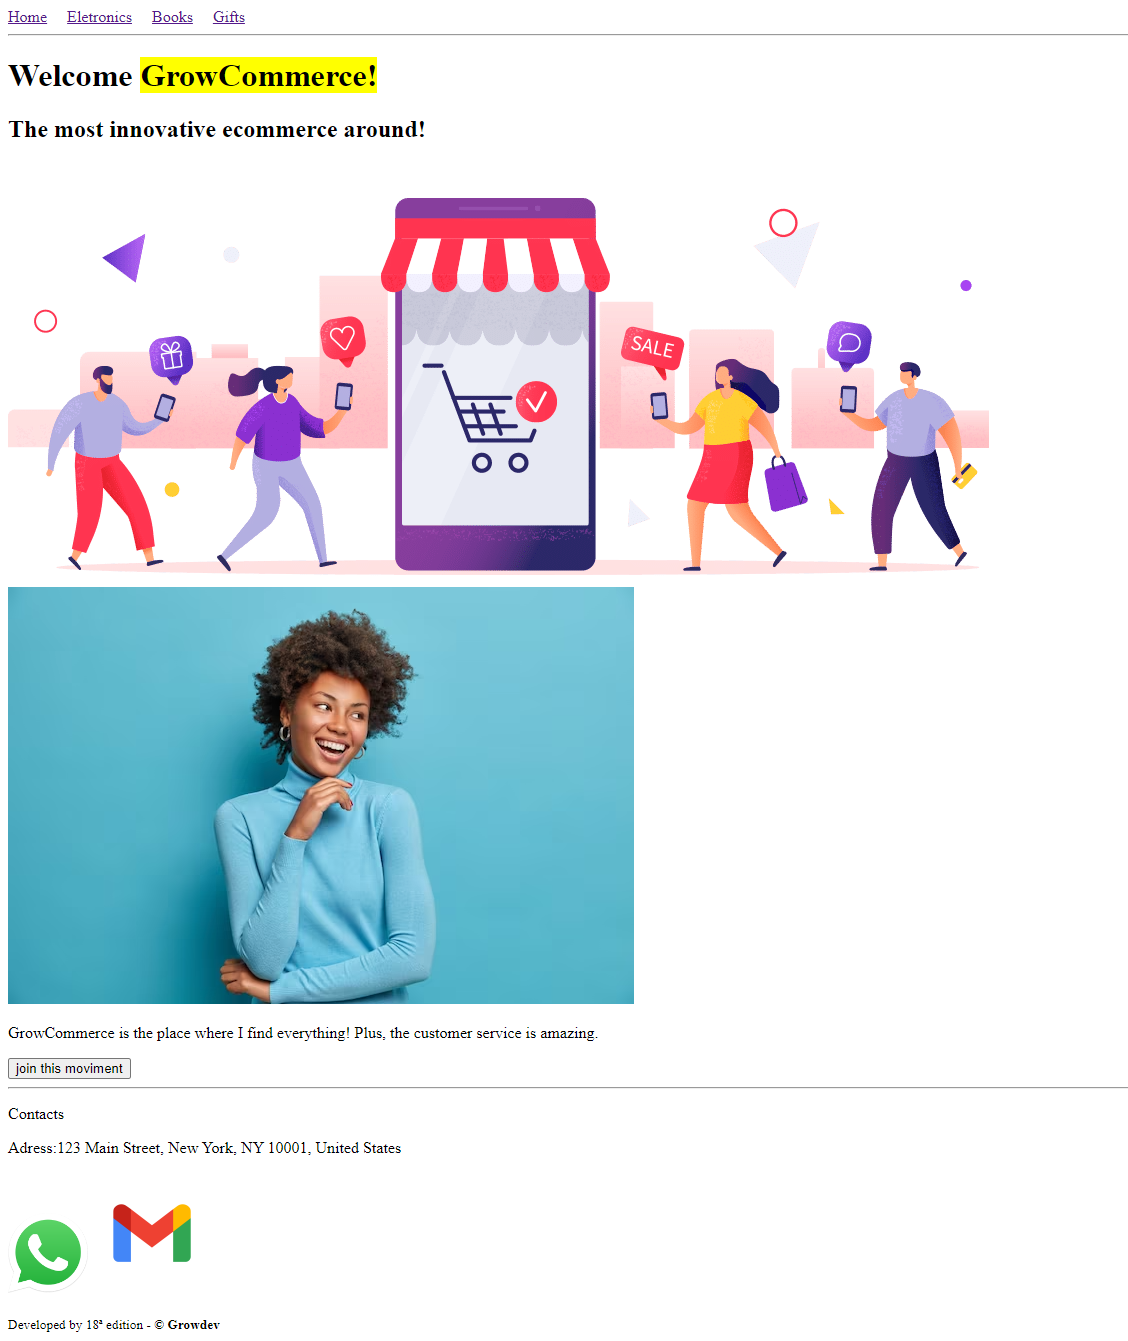 Home Eletronics Books Gifts
Welcome GrowCommerce!
The most innovative ecommerce around!
SALE
GrowCommerce is the place where I find everything! Plus, the customer service is amazing.
join this moviment
Contacts
Adress:123 Main Street, New York, NY 10001, United States
Developed by 18ª edition - © Growdev